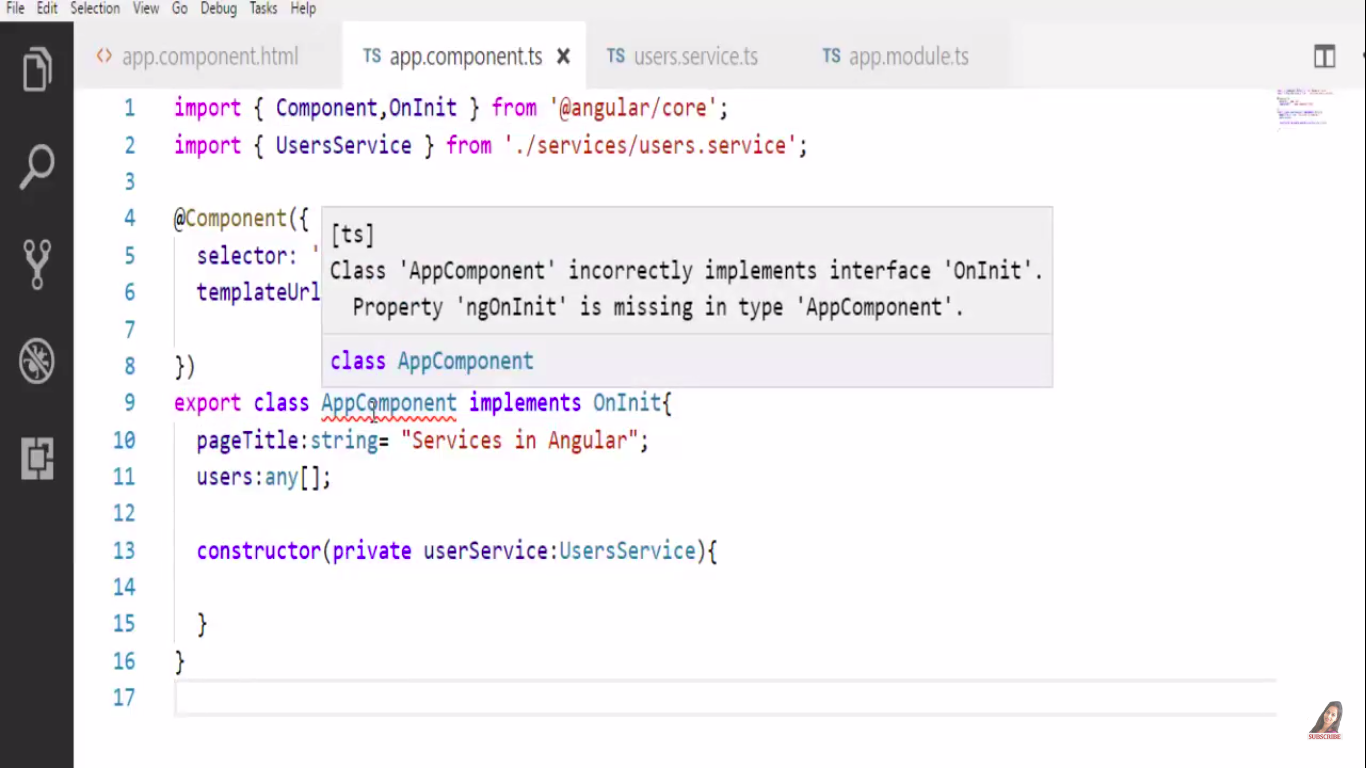 File Edit Selection View Go Debug Tasks Help
app.component.html TS app.component.ts TS users.service.ts TS app.module.ts
1 import { Component,OnInit } from '@angular/core';
2 import { UsersService } from './services/users.service';
3
4 @Component({
[ts]
5 selector: '
Class 'AppComponent' incorrectly implements interface 'OnInit'.
6 templateUrl
Property 'ngOnInit' is missing in type 'AppComponent'.
7
8 })
class AppComponent
9 export class AppComponent implements OnInit{
10 pageTitle:string= "Services in Angular";
11 users:any[];
12
13 constructor(private userService:UsersService){
14
15 }
16 }
17
SUBSCRIBE